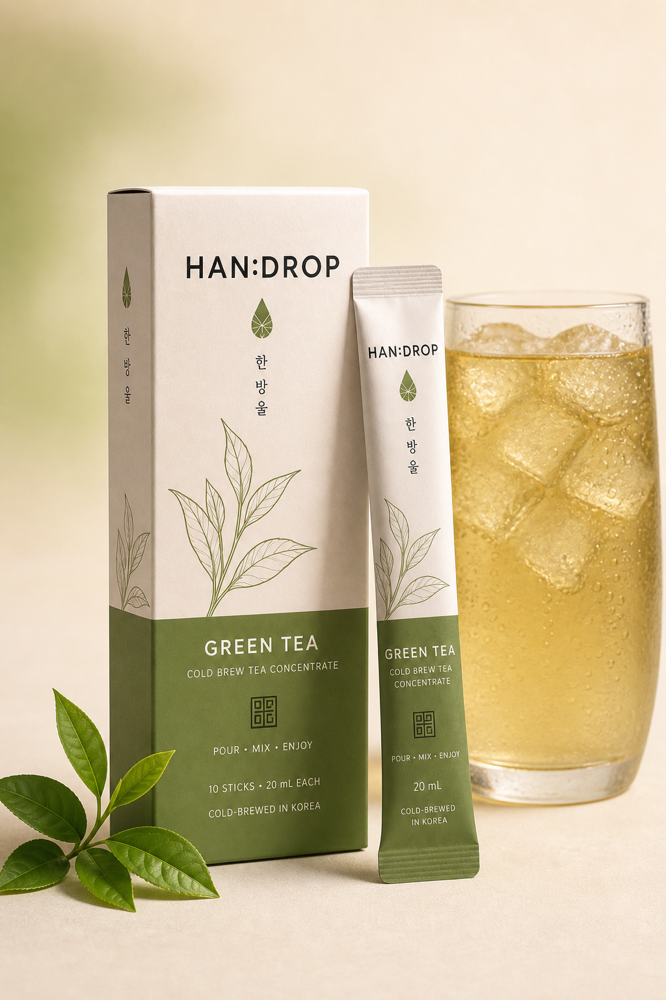 HAN:DROP
한
방
울
GREEN TEA
COLD BREW TEA CONCENTRATE
POUR • MIX • ENJOY
10 STICKS • 20 mL EACH
COLD-BREWED IN KOREA
한
방
울
HAN:DROP
한
방
울
GREEN TEA
COLD BREW TEA
CONCENTRATE
POUR • MIX • ENJOY
20 mL
COLD-BREWED
IN KOREA